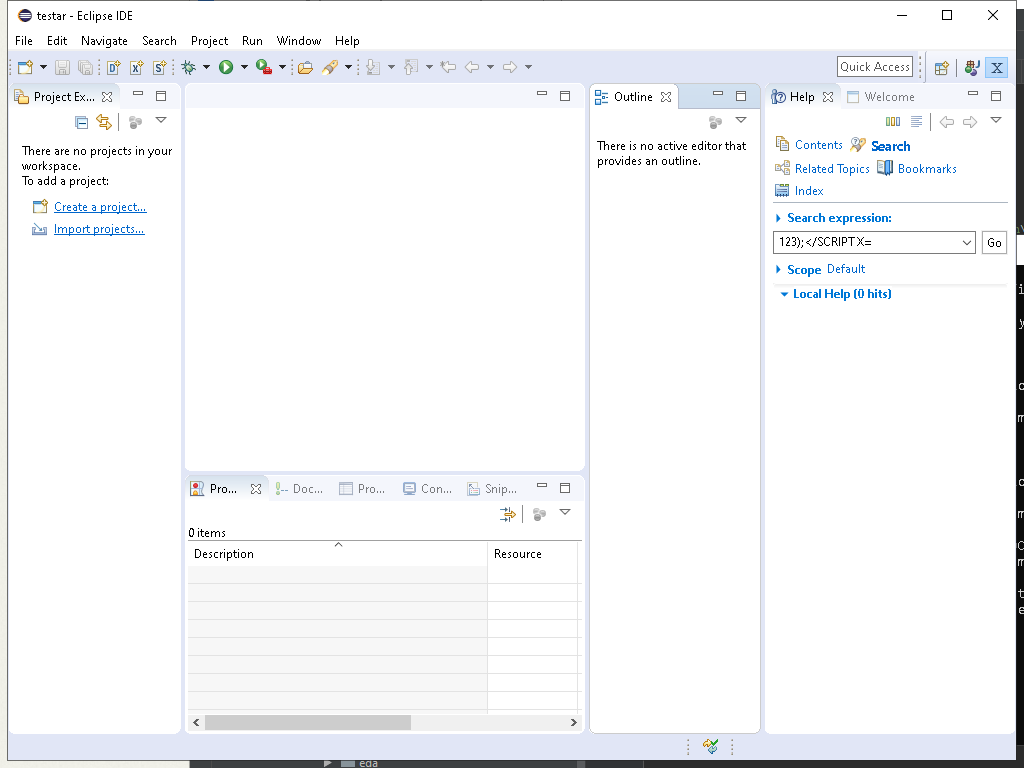 testar - Eclipse IDE
File Edit Navigate Search Project Run Window Help
Quick Access
Project Ex...
There are no projects in your
workspace.
To add a project:
Create a project...
Import projects...
Outline
There is no active editor that
provides an outline.
Help Welcome
Contents Search
Related Topics Bookmarks
Index
Search expression:
123);</SCRIPTX=
Go
Scope Default
Local Help (0 hits)
Pro... Doc... Pro... Con... Snip...
0 items
Description Resource
eda